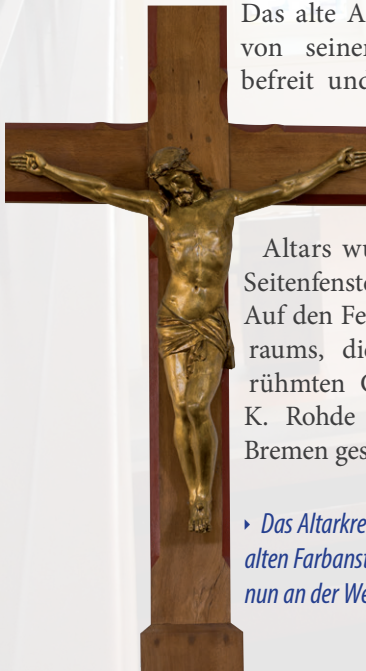 Das alte A
von seiner
befreit und
Altars wu
Seitenfenste
Auf den Fe
raums, die
rühmten G
K. Rohde
Bremen ges
‣ Das Altarkre
alten Farbanst
nun an der We